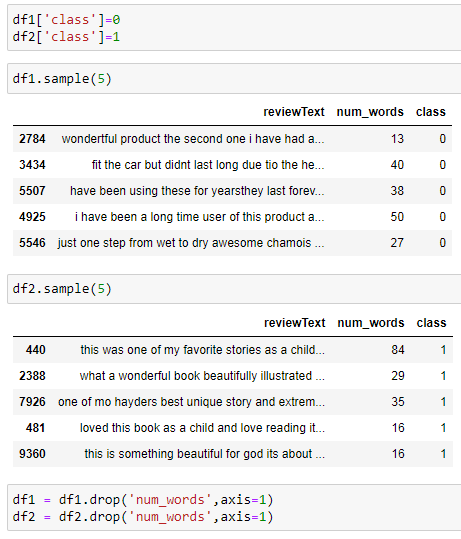 df1['class']=0
df2['class']=1
df1.sample(5)
reviewText num_words class
2784 wondertful product the second one i have had a... 13 0
3434 fit the car but didnt last long due tio the he... 40 0
5507 have been using these for yearsthey last forev... 38 0
4925 i have been a long time user of this product a... 50 0
5546 just one step from wet to dry awesome chamois ... 27 0
df2.sample(5)
reviewText num_words class
440 this was one of my favorite stories as a child... 84 1
2388 what a wonderful book beautifully illustrated ... 29 1
7926 one of mo hayders best unique story and extrem... 35 1
481 loved this book as a child and love reading it... 16 1
9360 this is something beautiful for god its about ... 16 1
df1 = df1.drop('num_words',axis=1)
df2 = df2.drop('num_words',axis=1)